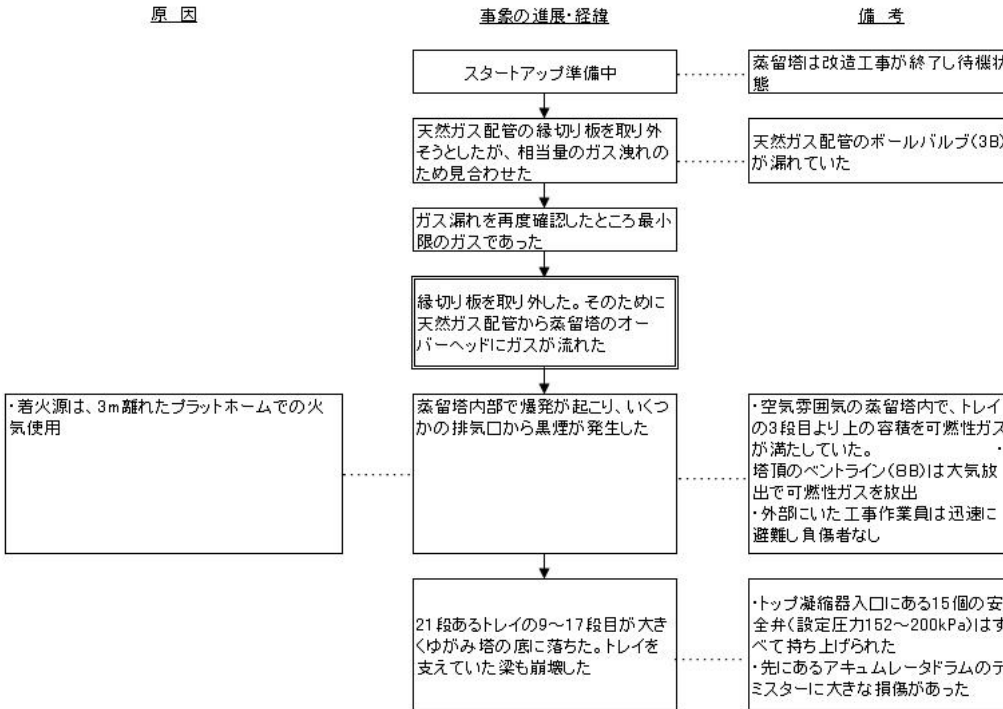 原 因
事象の進展・経緯
備 考
スタートアップ準備中
蒸留塔は改造工事が終了し待機状
態
天然ガス配管の縁切り板を取り外
そうとしたが、相当量のガス洩れの
ため見合わせた
天然ガス配管のボールバルブ(3B)
が漏れていた
ガス漏れを再度確認したところ最小
限のガスであった
縁切り板を取り外した。そのために
天然ガス配管から蒸留塔のオー
バーヘッドにガスが流れた
・着火源は、3m離れたプラットホームでの火
気使用
蒸留塔内部で爆発が起こり、いくつ
かの排気口から黒煙が発生した
・空気雰囲気の蒸留塔内で、トレイ
の3段目より上の容積を可燃性ガス
が満たしていた。 ・
塔頂のベントライン(8B)は大気放
出で可燃性ガスを放出
・外部にいた工事作業員は迅速に
避難し負傷者なし
21段あるトレイの9～17段目が大き
くゆがみ塔の底に落ちた。トレイを
支えていた梁も崩壊した
・トップ凝縮器入口にある15個の安
全弁(設定圧力152～200kPa)はす
べて持ち上げられた
・先にあるアキュムレータドラムのデ
ミスターに大きな損傷があった